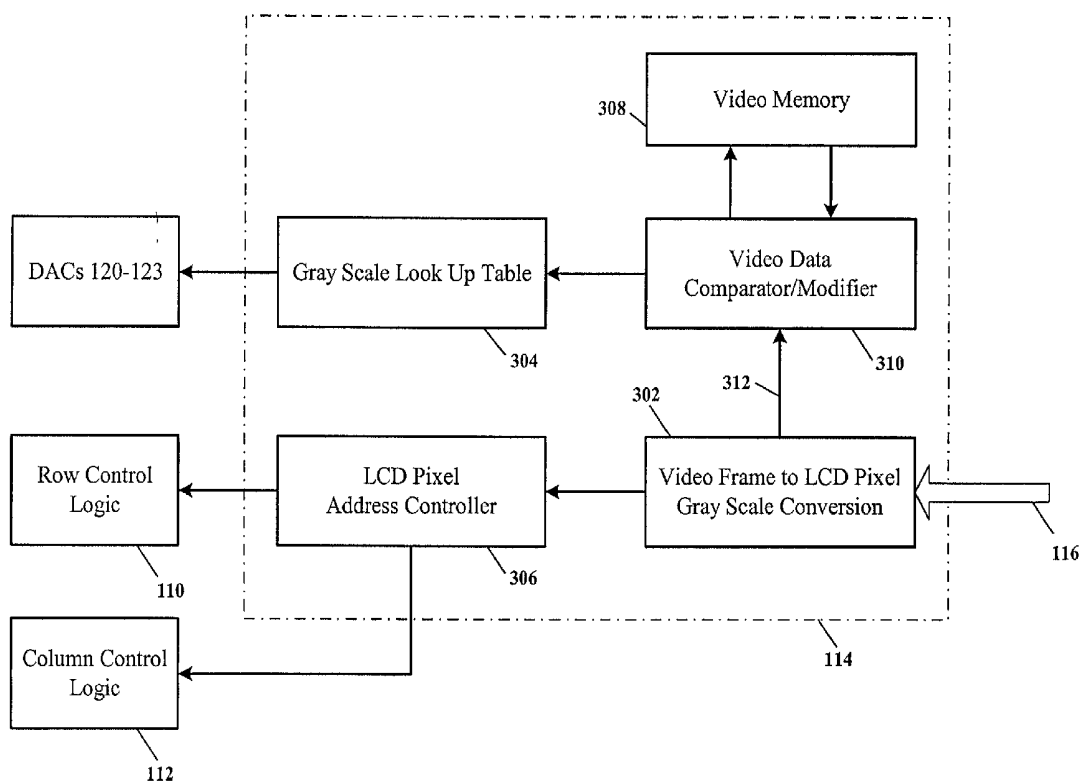 Video Memory
308
DACs 120-123
Gray Scale Look Up Table
Video Data
Comparator/Modifier
304
310
312
302
Row Control
Logic
LCD Pixel
Address Controller
Video Frame to LCD Pixel
Gray Scale Conversion
116
110
306
114
Column Control
Logic
112